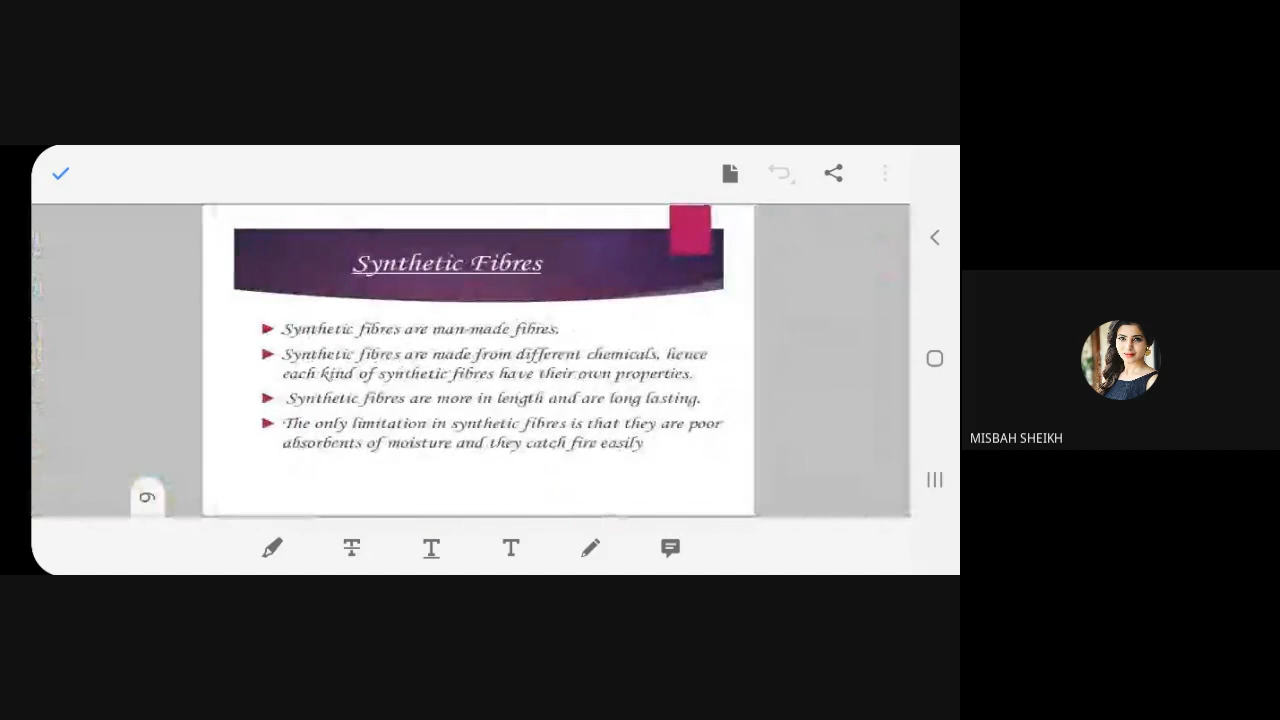 Synthetic Fibres
Synthetic fibres are man-made fibres.
Synthetic fibres are made from different chemicals, hence
each kind of synthetic fibres have their own properties.
Synthetic fibres are more in length and are long lasting.
The only limitation in synthetic fibres is that they are poor
absorbents of moisture and they catch fire easily
9
T
T
T
MISBAH SHEIKH